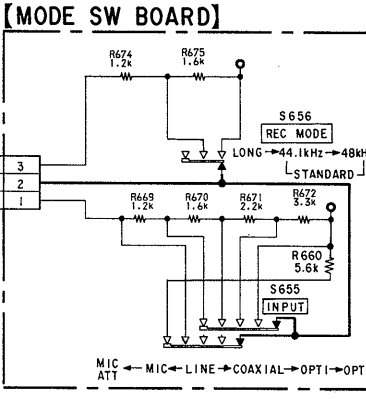 【MODE SW BOARD】
R674 R675
1.2k 1.6k
S656
REC MODE
LONG→44.1kHz→48kH
STANDARD
3
2
1
R669 R670 R671 R672
1.2k 1.6k 2.2k 3.3k
R660
5.6k
S655
INPUT
MIC ATT ← MIC ← LINE → COAXIAL → OPTI → OPT